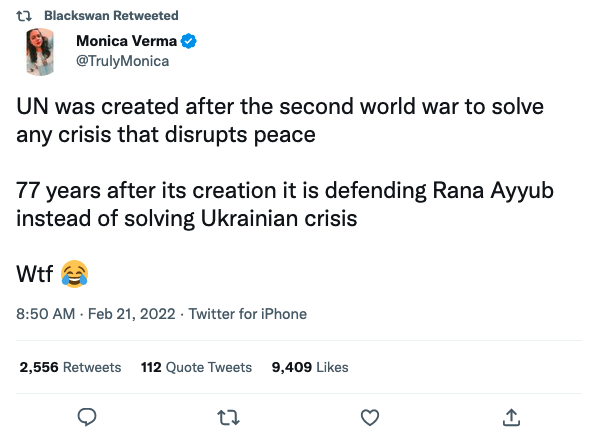 Blackswan Retweeted
Monica Verma
@TrulyMonica
UN was created after the second world war to solve
any crisis that disrupts peace
77 years after its creation it is defending Rana Ayyub
instead of solving Ukrainian crisis
Wtf 😂
8:50 AM · Feb 21, 2022 · Twitter for iPhone
2,556 Retweets 112 Quote Tweets 9,409 Likes